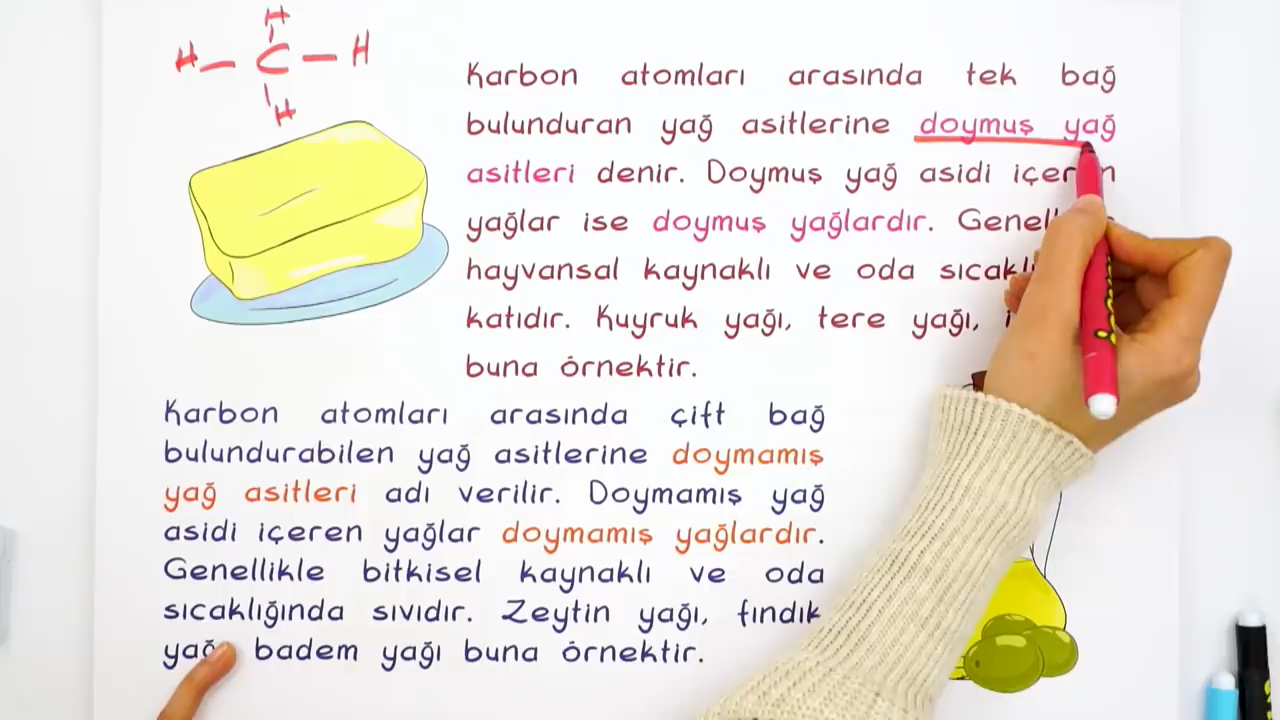 H
H — C — H
H
Karbon atomları arasında tek bağ
bulunduran yağ asitlerine doymuş yağ
asitleri denir. Doymuş yağ asidi içeren
yağlar ise doymuş yağlardır.
hayvansal kaynaklı ve oda
katıdır. Kuyruk yağı, tere yağı,
buna örnektir.
Karbon atomları arasında çift bağ
bulundurabilen yağ asitlerine doymamış
yağ asitleri adı verilir. Doymamış yağ
asidi içeren yağlar doymamış yağlardır.
Genellikle bitkisel kaynaklı ve oda
sıcaklığında sıvıdır. Zeytin yağı, fındık
badem yağı buna örnektir.